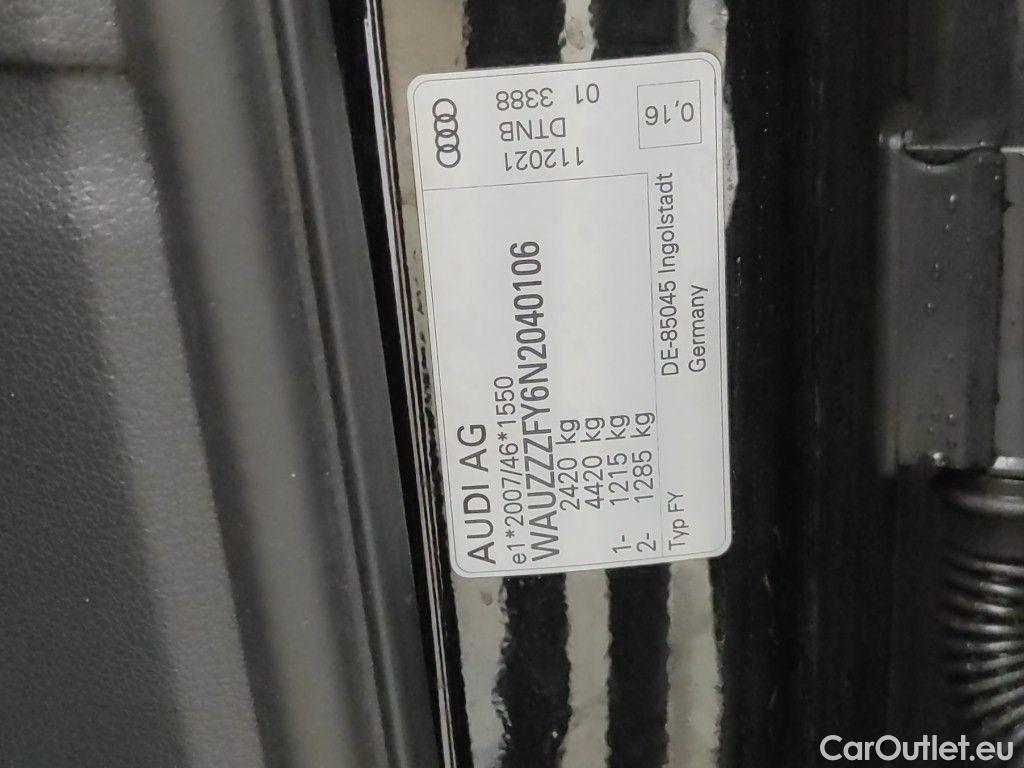 AUDI AG
e1*2007/46*1550
WAUZZZFY6N2040106
2420 kg
4420 kg
1- 1215 kg
2- 1285 kg
Typ FY
DE-85045 Ingolstadt
Germany
112021
DTNB
3388
01
0,16
CarOutlet.eu